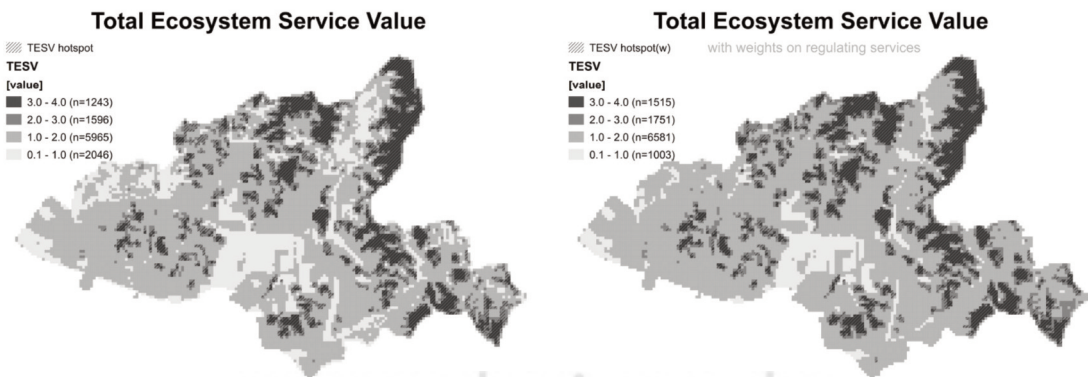 Total Ecosystem Service Value
TESV hotspot
TESV
[value]
3.0 - 4.0 (n=1243)
2.0 - 3.0 (n=1596)
1.0 - 2.0 (n=5965)
0.1 - 1.0 (n=2046)
Total Ecosystem Service Value
TESV hotspot(w) with weights on regulating services
TESV
[value]
3.0 - 4.0 (n=1515)
2.0 - 3.0 (n=1751)
1.0 - 2.0 (n=6581)
0.1 - 1.0 (n=1003)